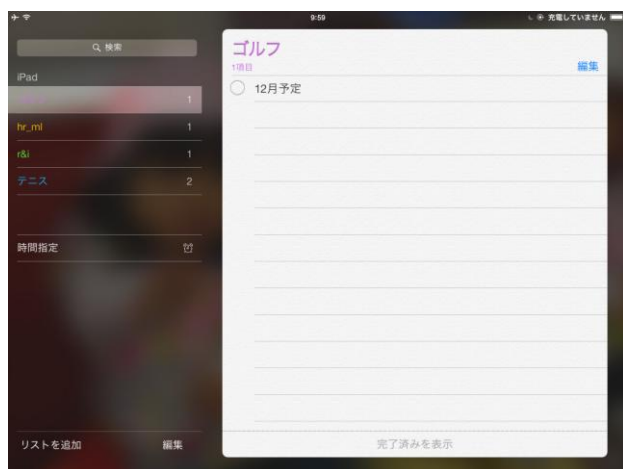 9:59
充電していません
検索
iPad
1
hr_ml 1
r&i 1
テニス 2
時間指定
リストを追加 編集
ゴルフ
1項目 編集
12月予定
完了済みを表示